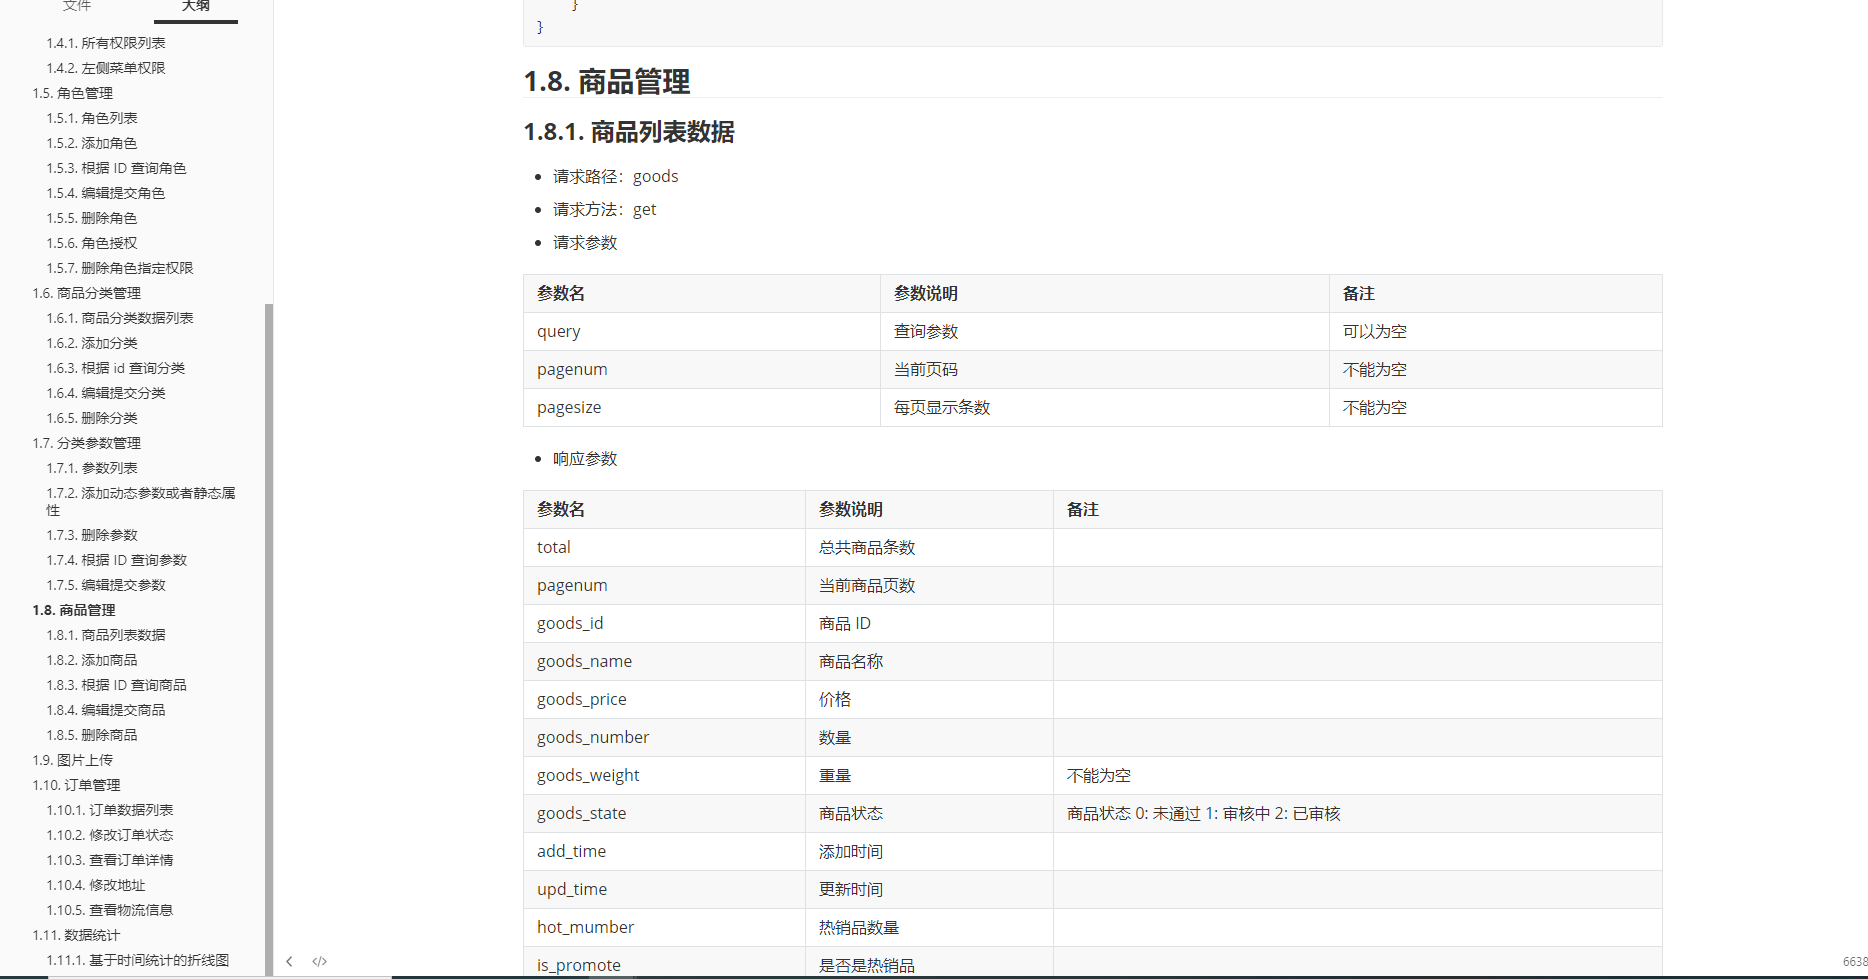 文件 大纲
1.4.1. 所有权限列表
1.4.2. 左侧菜单权限
1.5. 角色管理
1.5.1. 角色列表
1.5.2. 添加角色
1.5.3. 根据 ID 查询角色
1.5.4. 编辑提交角色
1.5.5. 删除角色
1.5.6. 角色授权
1.5.7. 删除角色指定权限
1.6. 商品分类管理
1.6.1. 商品分类数据列表
1.6.2. 添加分类
1.6.3. 根据 id 查询分类
1.6.4. 编辑提交分类
1.6.5. 删除分类
1.7. 分类参数管理
1.7.1. 参数列表
1.7.2. 添加动态参数或者静态属
性
1.7.3. 删除参数
1.7.4. 根据 ID 查询参数
1.7.5. 编辑提交参数
1.8. 商品管理
1.8.1. 商品列表数据
1.8.2. 添加商品
1.8.3. 根据 ID 查询商品
1.8.4. 编辑提交商品
1.8.5. 删除商品
1.9. 图片上传
1.10. 订单管理
1.10.1. 订单数据列表
1.10.2. 修改订单状态
1.10.3. 查看订单详情
1.10.4. 修改地址
1.10.5. 查看物流信息
1.11. 数据统计
1.11.1. 基于时间统计的折线图
}
}
1.8. 商品管理
1.8.1. 商品列表数据
• 请求路径：goods
• 请求方法：get
• 请求参数
参数名 参数说明 备注
query 查询参数 可以为空
pagenum 当前页码 不能为空
pagesize 每页显示条数 不能为空
• 响应参数
参数名 参数说明 备注
total 总共商品条数
pagenum 当前商品页数
goods_id 商品 ID
goods_name 商品名称
goods_price 价格
goods_number 数量
goods_weight 重量 不能为空
goods_state 商品状态 商品状态 0: 未通过 1: 审核中 2: 已审核
add_time 添加时间
upd_time 更新时间
hot_mumber 热销品数量
is_promote 是否是热销品
< </>
6638